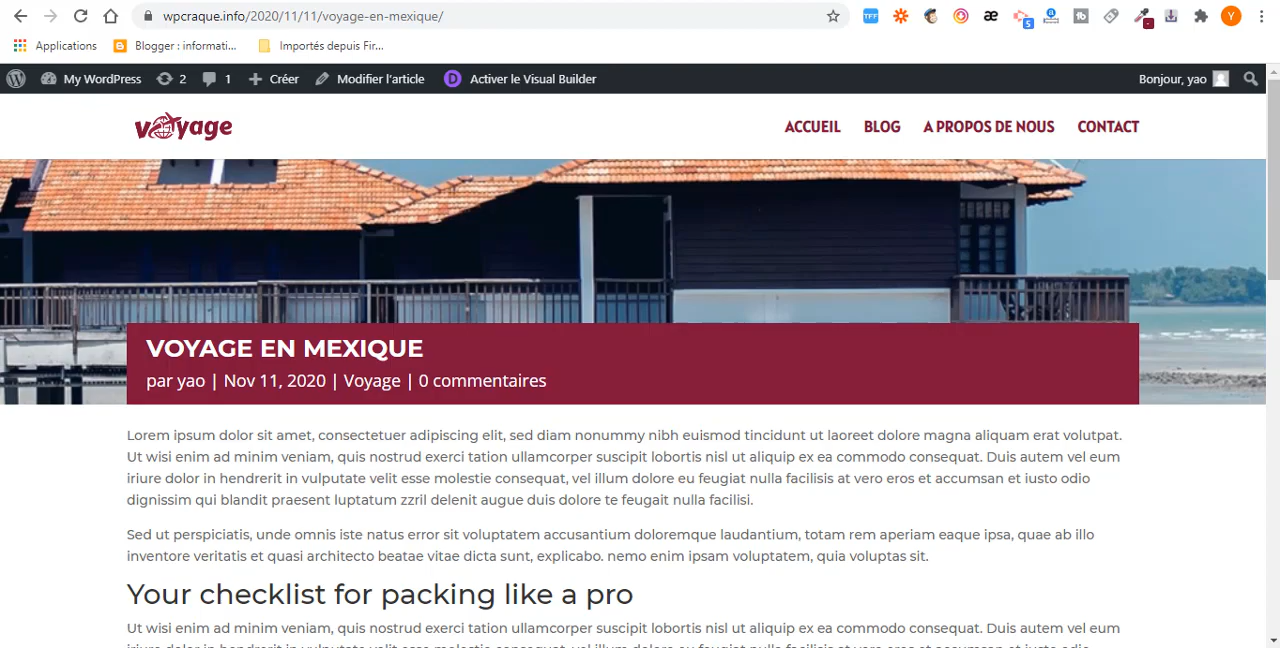 wpcraque.info/2020/11/11/voyage-en-mexique/
TFF
æ
a
5
tb
Y
Applications
Blogger : informati...
Importés depuis Fir...
My WordPress
2
1
Créer
Modifier l'article
D
Activer le Visual Builder
Bonjour, yao
voyage
ACCUEIL
BLOG
A PROPOS DE NOUS
CONTACT
VOYAGE EN MEXIQUE
par yao | Nov 11, 2020 | Voyage | 0 commentaires
Lorem ipsum dolor sit amet, consectetuer adipiscing elit, sed diam nonummy nibh euismod tincidunt ut laoreet dolore magna aliquam erat volutpat.
Ut wisi enim ad minim veniam, quis nostrud exerci tation ullamcorper suscipit lobortis nisl ut aliquip ex ea commodo consequat. Duis autem vel eum
iriure dolor in hendrerit in vulputate velit esse molestie consequat, vel illum dolore eu feugiat nulla facilisis at vero eros et accumsan et iusto odio
dignissim qui blandit praesent luptatum zzril delenit augue duis dolore te feugait nulla facilisi.
Sed ut perspiciatis, unde omnis iste natus error sit voluptatem accusantium doloremque laudantium, totam rem aperiam eaque ipsa, quae ab illo
inventore veritatis et quasi architecto beatae vitae dicta sunt, explicabo. nemo enim ipsam voluptatem, quia voluptas sit.
Your checklist for packing like a pro
Ut wisi enim ad minim veniam, quis nostrud exerci tation ullamcorper suscipit lobortis nisl ut aliquip ex ea commodo consequat. Duis autem vel eum